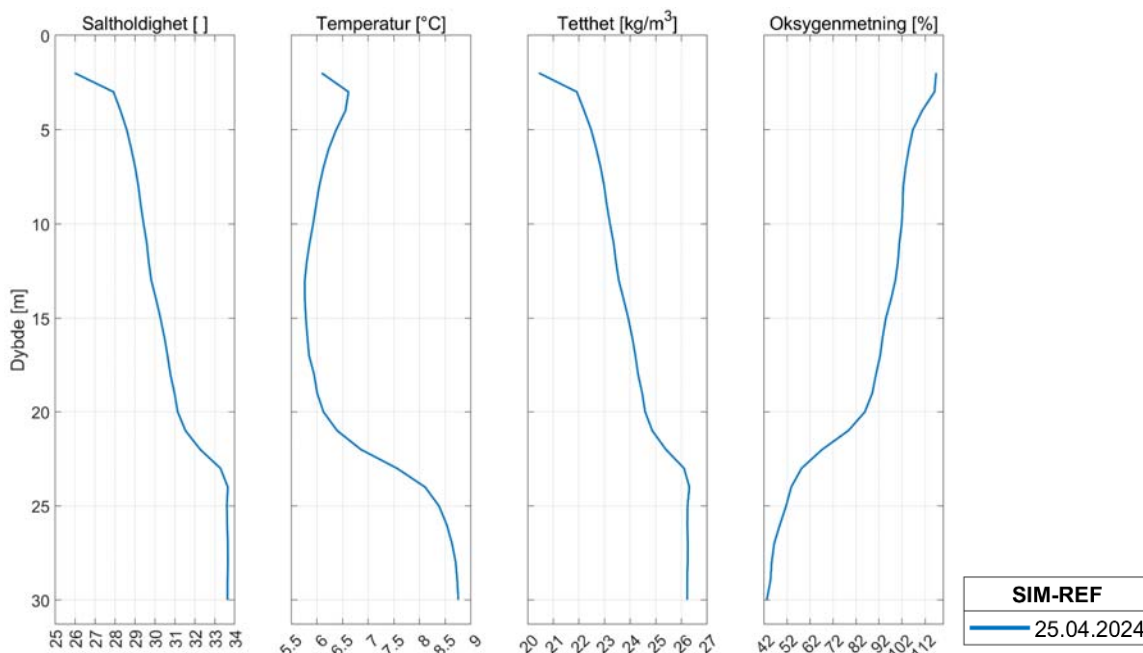 Saltholdighet [ ]
Temperatur [°C]
Tetthet [kg/m³]
Oksygenmetning [%]
Dybde [m]
0
5
10
15
20
25
30
25 26 27 28 29 30 31 32 33 34
5.5 6 6.5 7 7.5 8 8.5 9
20 21 22 23 24 25 26 27
42 52 62 72 82 92 102 112
SIM-REF
25.04.2024